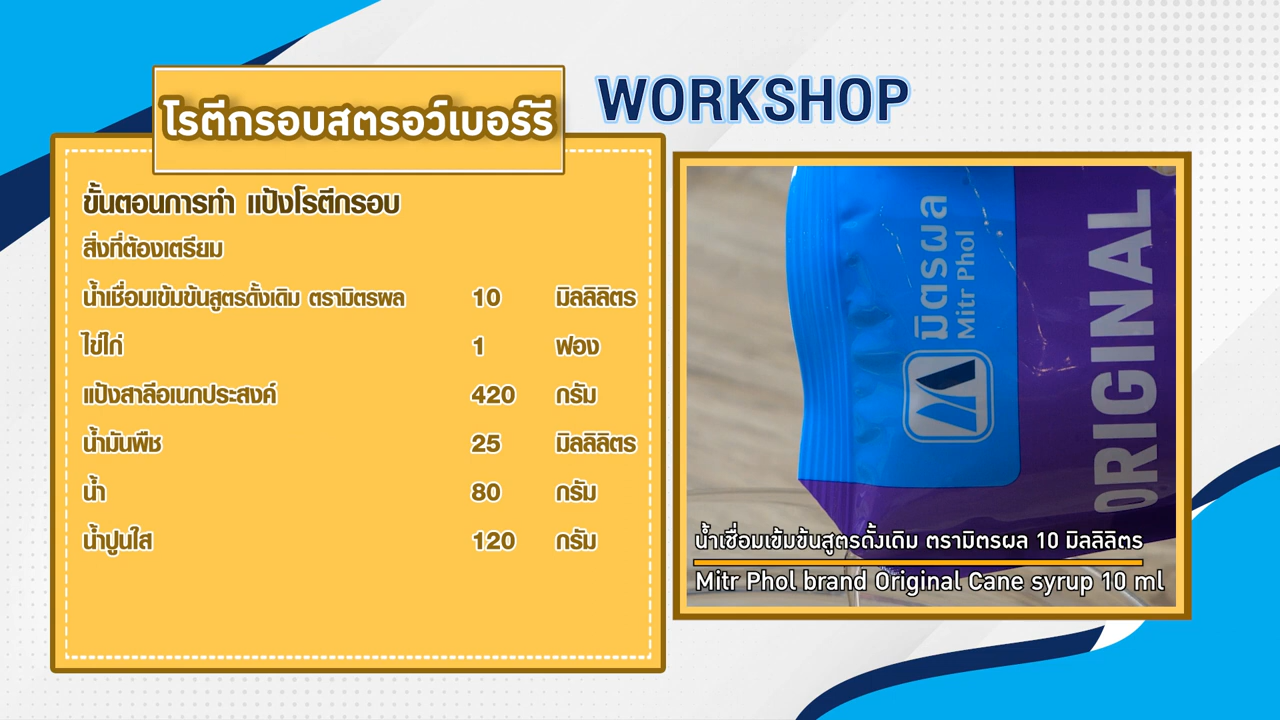 โรตีกรอบสตรอว์เบอร์รี
WORKSHOP
ขั้นตอนการทำ แป้งโรตีกรอบ
สิ่งที่ต้องเตรียม
น้ำเชื่อมเข้มข้นสูตรดั้งเดิม ตรามิตรผล 10 มิลลิลิตร
ไข่ไก่ 1 ฟอง
แป้งสาลีอเนกประสงค์ 420 กรัม
น้ำมันพืช 25 มิลลิลิตร
น้ำ 80 กรัม
น้ำปูนใส 120 กรัม
มิตรผล
Mitr Phol
ORIGINAL
น้ำเชื่อมเข้มข้นสูตรดั้งเดิม ตรามิตรผล 10 มิลลิลิตร
Mitr Phol brand Original Cane syrup 10 ml